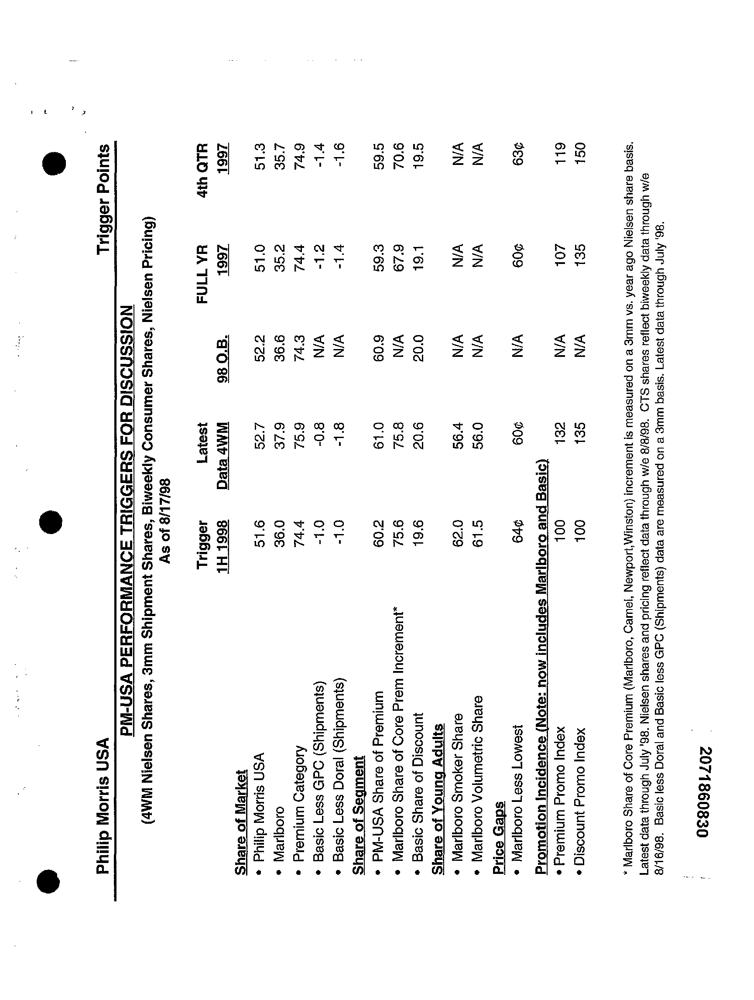 Philip Morris USA Trigger Points
PM-USA PERFORMANCE TRIGGERS FOR DISCUSSION
(4WM Nielsen Shares, 3mm Shipment Shares, Biweekly Consumer Shares, Nielsen Pricing)
As of 8/17/98
Trigger Latest FULL YR 4th QTR
1H 1998 Data 4WM 98 O.B. 1997 1997
Share of Market
• Philip Morris USA 51.6 52.7 52.2 51.0 51.3
• Marlboro 36.0 37.9 36.6 35.2 35.7
• Premium Category 74.4 75.9 74.3 74.4 74.9
• Basic Less GPC (Shipments) -1.0 -0.8 N/A -1.2 -1.4
• Basic Less Doral (Shipments) -1.0 -1.8 N/A -1.4 -1.6
Share of Segment
• PM-USA Share of Premium 60.2 61.0 60.9 59.3 59.5
• Marlboro Share of Core Prem Increment* 75.6 75.8 N/A 67.9 70.6
• Basic Share of Discount 19.6 20.6 20.0 19.1 19.5
Share of Young Adults
• Marlboro Smoker Share 62.0 56.4 N/A N/A N/A
• Marlboro Volumetric Share 61.5 56.0 N/A N/A N/A
Price Gaps
• Marlboro Less Lowest 64¢ 60¢ N/A 60¢ 63¢
Promotion Incidence (Note: now includes Marlboro and Basic)
• Premium Promo Index 100 132 N/A 107 119
• Discount Promo Index 100 135 N/A 135 150
* Marlboro Share of Core Premium (Marlboro, Camel, Newport,Winston) increment is measured on a 3mm vs. year ago Nielsen share basis.
Latest data through July '98. Nielsen shares and pricing reflect data through w/e 8/8/98. CTS shares reflect biweekly data through w/e
8/16/98. Basic less Doral and Basic less GPC (Shipments) data are measured on a 3mm basis. Latest data through July '98.
2071860830